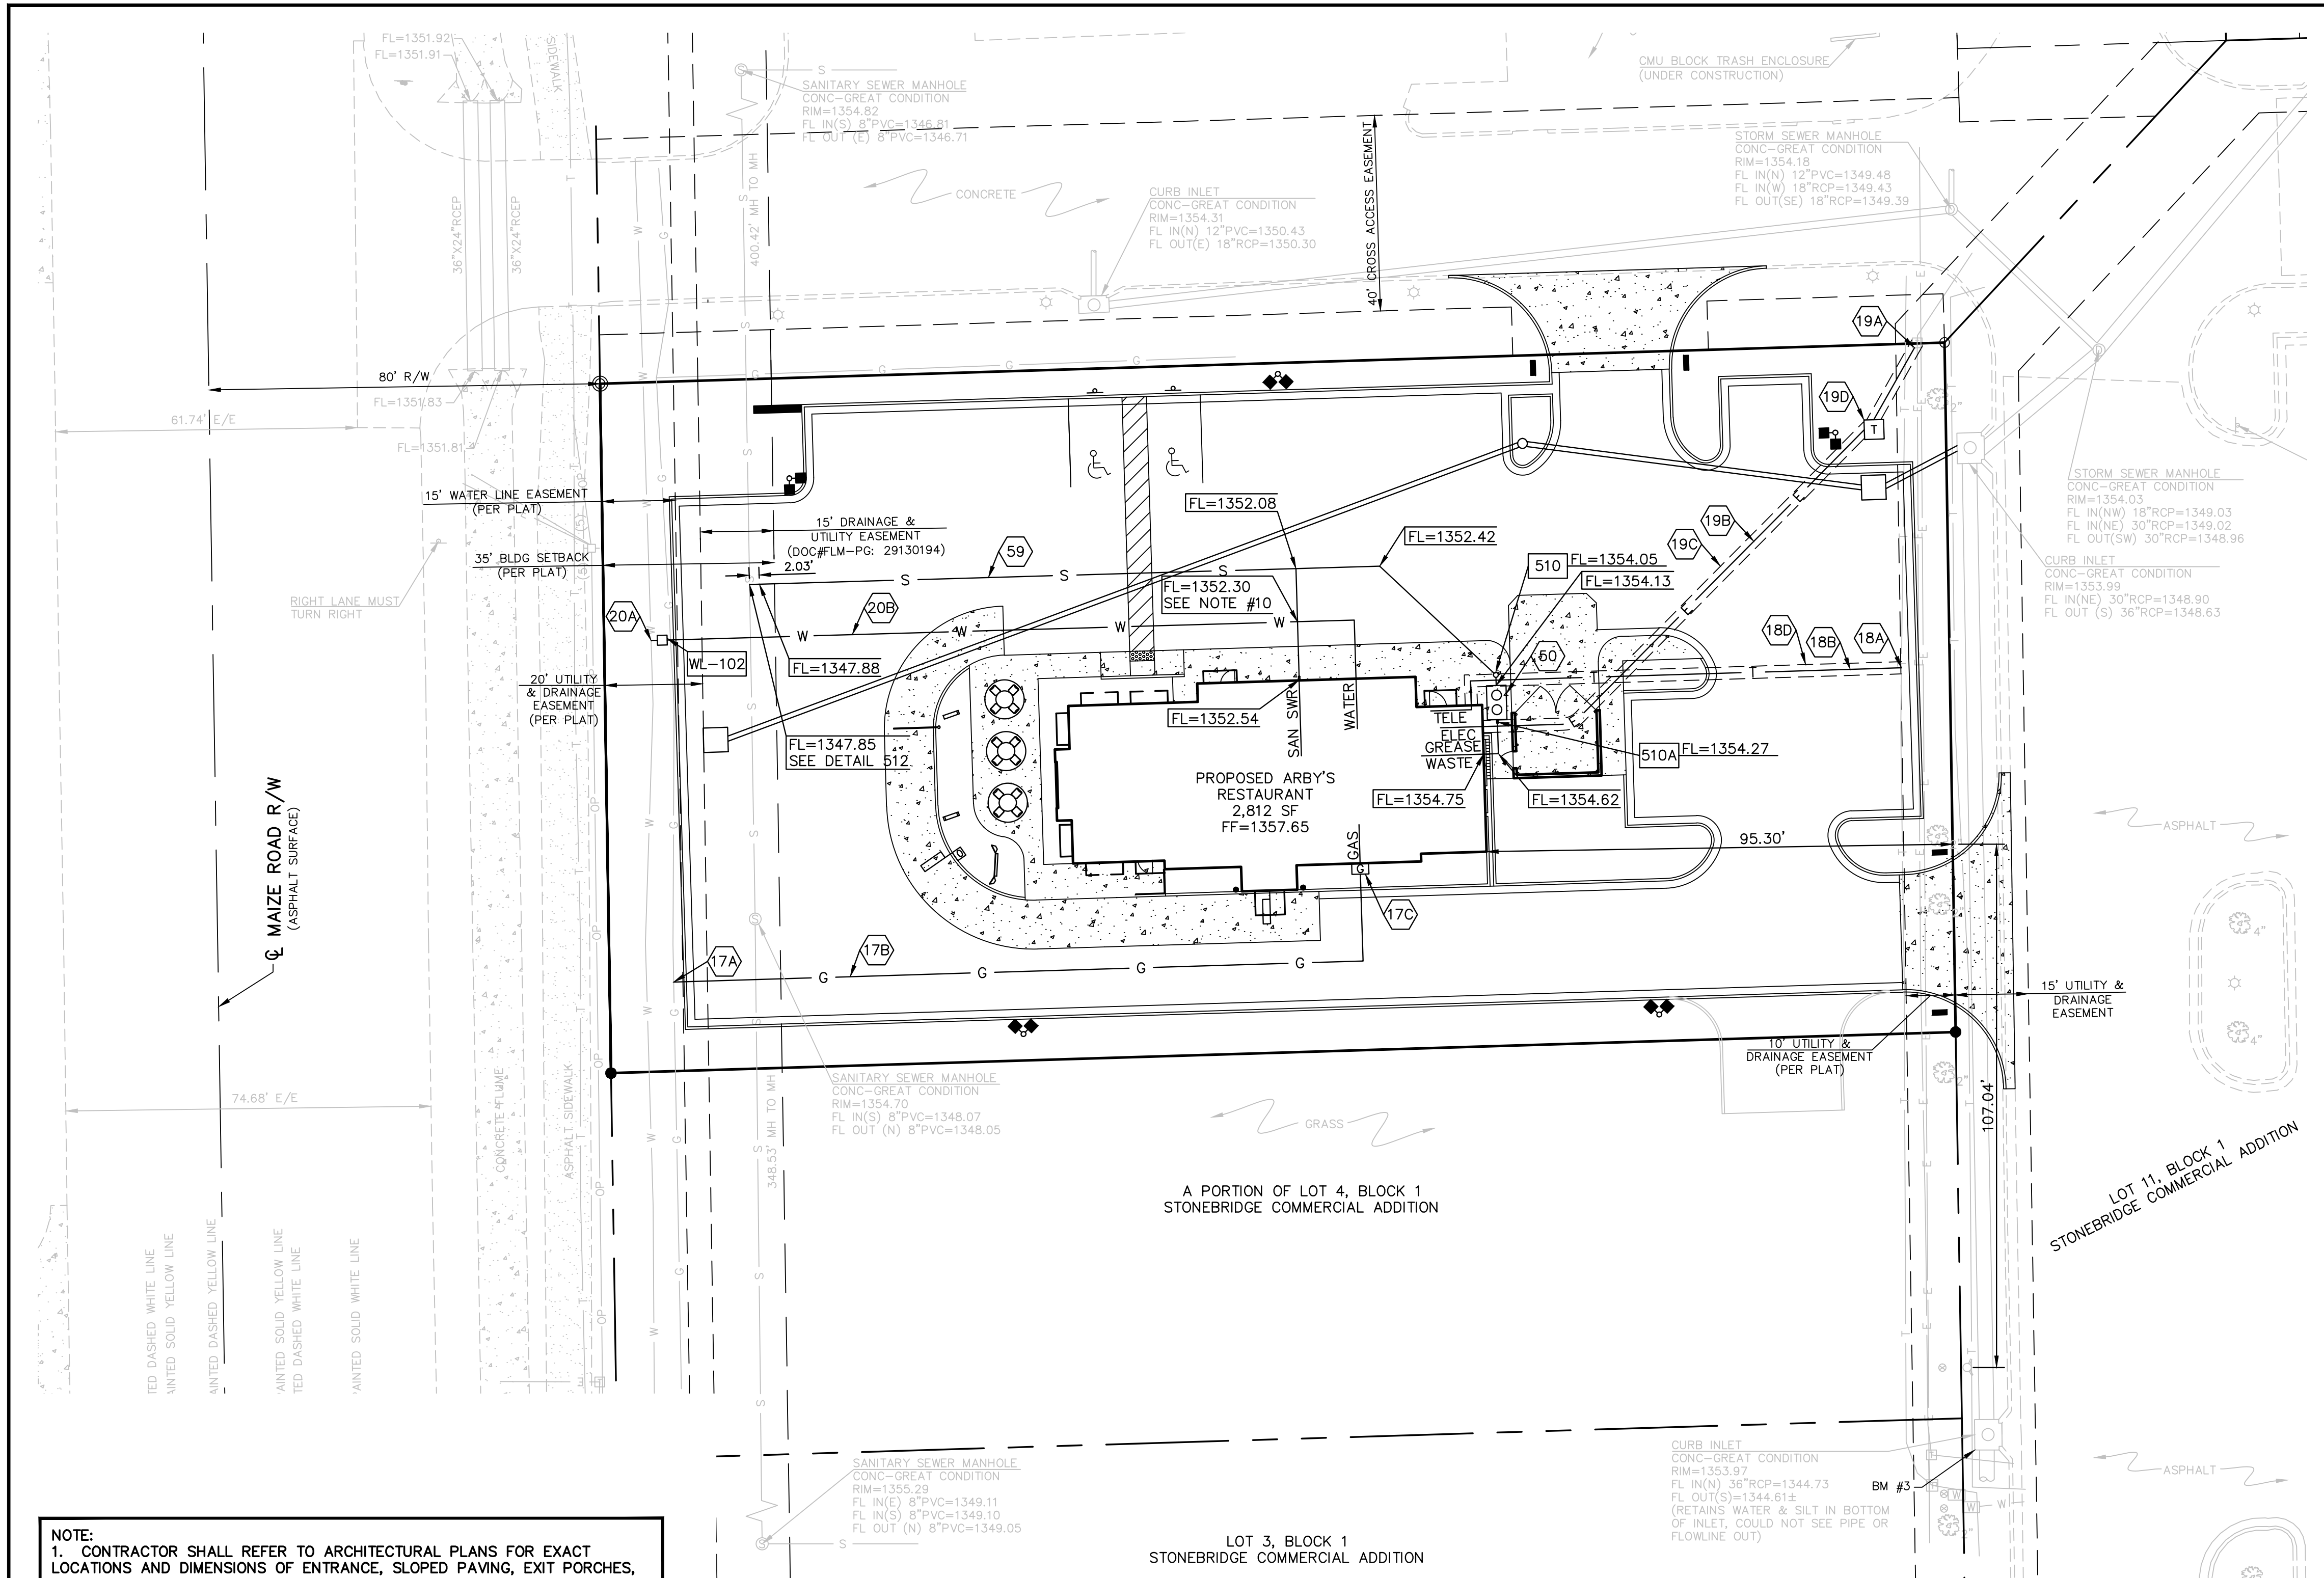 FL=1351.92
FL=1351.91
SIDEWALK
S
SANITARY SEWER MANHOLE
CONC-GREAT CONDITION
RIM=1354.82
FL IN(S) 8"PVC=1346.81
FL OUT (E) 8"PVC=1346.71
CMU BLOCK TRASH ENCLOSURE
(UNDER CONSTRUCTION)
STORM SEWER MANHOLE
CONC-GREAT CONDITION
RIM=1354.18
FL IN(N) 12"PVC=1349.48
FL IN(W) 18"RCP=1349.43
FL OUT(SE) 18"RCP=1349.39
40' CROSS ACCESS EASEMENT
36"X24"RCEP
36"X24"RCEP
400.42' MH TO MH
CONCRETE
CURB INLET
CONC-GREAT CONDITION
RIM=1354.31
FL IN(N) 12"PVC=1350.43
FL OUT(E) 18"RCP=1350.30
19A
80' R/W
FL=1351.83
61.74' E/E
FL=1351.81
19D
2"
T
15' WATER LINE EASEMENT
(PER PLAT)
15' DRAINAGE &
UTILITY EASEMENT
(DOC#FLM-PG: 29130194)
2.03'
35' BLDG SETBACK
(PER PLAT)
59
FL=1352.08
FL=1352.42
19B
19C
STORM SEWER MANHOLE
CONC-GREAT CONDITION
RIM=1354.03
FL IN(NW) 18"RCP=1349.03
FL IN(NE) 30"RCP=1349.02
FL OUT(SW) 30"RCP=1348.96
CURB INLET
CONC-GREAT CONDITION
RIM=1353.99
FL IN(NE) 30"RCP=1348.90
FL OUT (S) 36"RCP=1348.63
RIGHT LANE MUST
TURN RIGHT
S S S
510
FL=1354.05
FL=1354.13
FL=1352.30
SEE NOTE #10
20A
20B
W W W W
WL-102
FL=1347.88
18D
18B
18A
50
20' UTILITY
& DRAINAGE
EASEMENT
(PER PLAT)
FL=1352.54
SAN SWR
WATER
TELE
ELEC
GREASE
WASTE
510A
FL=1354.27
FL=1347.85
SEE DETAIL 512
PROPOSED ARBY'S
RESTAURANT
2,812 SF
FF=1357.65
FL=1354.75
FL=1354.62
GAS
G
17C
95.30'
ASPHALT
℄ MAIZE ROAD R/W
(ASPHALT SURFACE)
17A
17B
G G G G
4"
4"
15' UTILITY &
DRAINAGE
EASEMENT
10' UTILITY &
DRAINAGE EASEMENT
(PER PLAT)
2"
74.68' E/E
CONCRETE FLUME
ASPHALT SIDEWALK
348.53' MH TO MH
SANITARY SEWER MANHOLE
CONC-GREAT CONDITION
RIM=1354.70
FL IN(S) 8"PVC=1348.07
FL OUT (N) 8"PVC=1348.05
GRASS
107.04'
A PORTION OF LOT 4, BLOCK 1
STONEBRIDGE COMMERCIAL ADDITION
LOT 11, BLOCK 1
STONEBRIDGE COMMERCIAL ADDITION
TED DASHED WHITE LINE
AINTED SOLID YELLOW LINE
AINTED DASHED YELLOW LINE
AINTED SOLID YELLOW LINE
TED DASHED WHITE LINE
AINTED SOLID WHITE LINE
SANITARY SEWER MANHOLE
CONC-GREAT CONDITION
RIM=1355.29
FL IN(E) 8"PVC=1349.11
FL IN(S) 8"PVC=1349.10
FL OUT (N) 8"PVC=1349.05
S
CURB INLET
CONC-GREAT CONDITION
RIM=1353.97
FL IN(N) 36"RCP=1344.73
FL OUT(S)=1344.61±
(RETAINS WATER & SILT IN BOTTOM
OF INLET, COULD NOT SEE PIPE OR
FLOWLINE OUT)
BM #3
ASPHALT
LOT 3, BLOCK 1
STONEBRIDGE COMMERCIAL ADDITION
NOTE:
1. CONTRACTOR SHALL REFER TO ARCHITECTURAL PLANS FOR EXACT
LOCATIONS AND DIMENSIONS OF ENTRANCE, SLOPED PAVING, EXIT PORCHES,